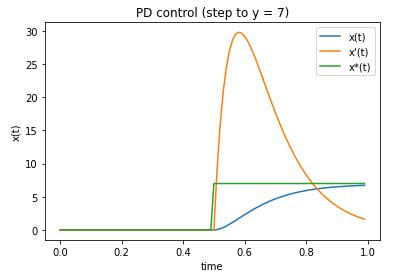 PD control (step to y = 7)
x(t)
x'(t)
x*(t)
30
25
20
15
10
5
0
x(t)
0.0 0.2 0.4 0.6 0.8 1.0
time